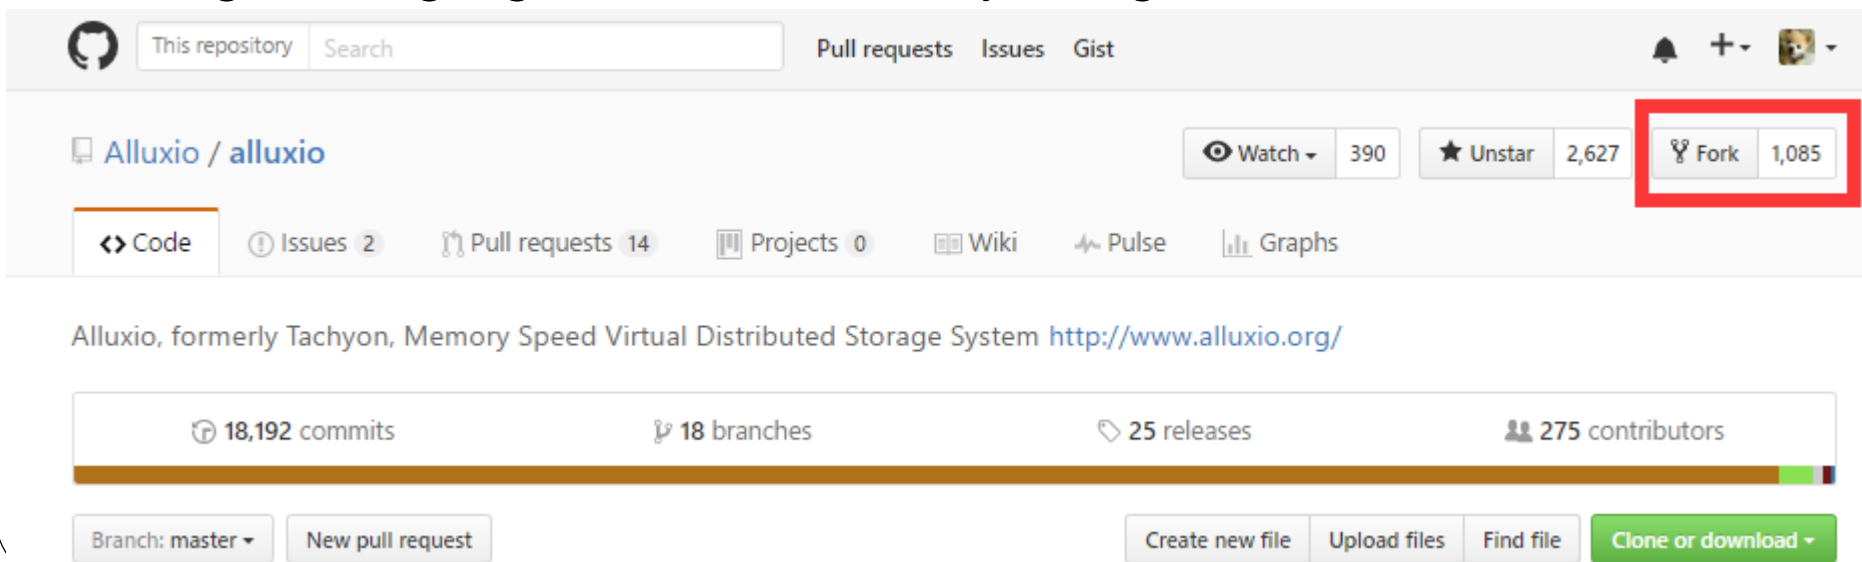 This repository Search Pull requests Issues Gist
Alluxio / alluxio Watch 390 Unstar 2,627 Fork 1,085
Code Issues 2 Pull requests 14 Projects 0 Wiki Pulse Graphs
Alluxio, formerly Tachyon, Memory Speed Virtual Distributed Storage System http://www.alluxio.org/
18,192 commits 18 branches 25 releases 275 contributors
Branch: master New pull request Create new file Upload files Find file Clone or download